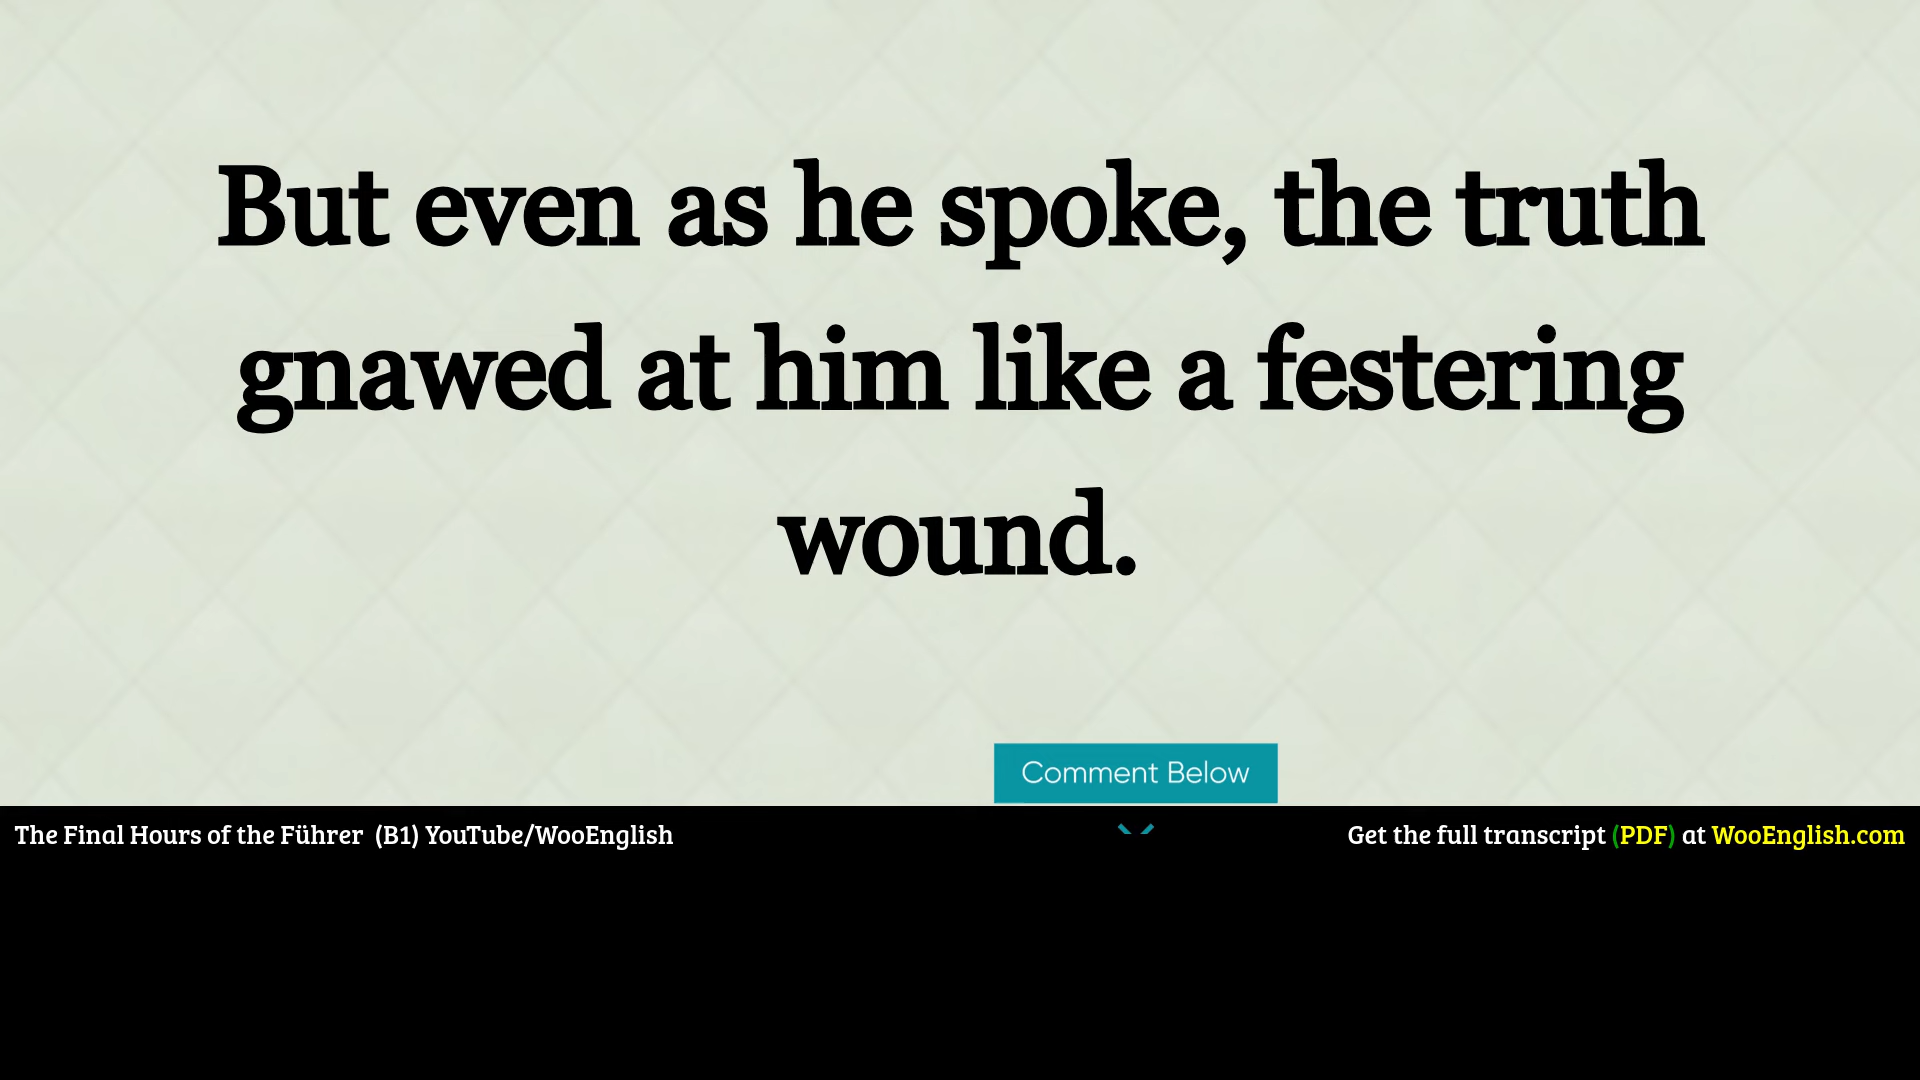 But even as he spoke, the truth
gnawed at him like a festering
wound.
Comment Below
The Final Hours of the Führer (B1) YouTube/WooEnglish
Get the full transcript (PDF) at WooEnglish.com